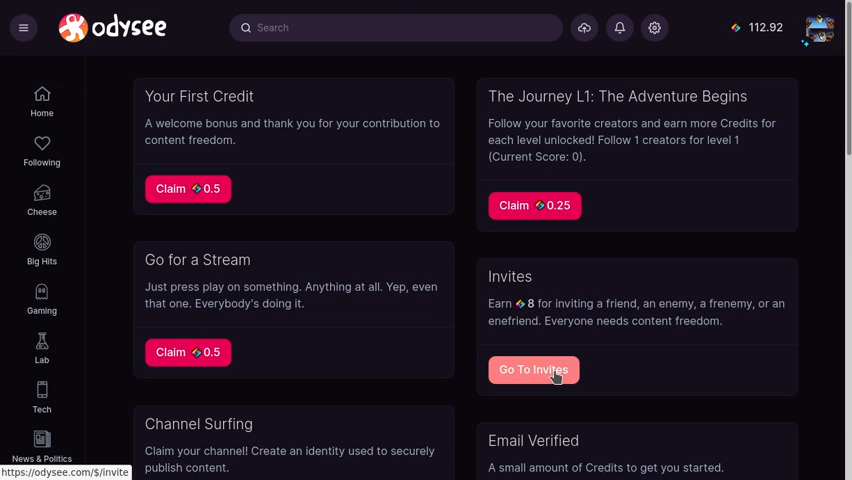 odysee
Search
112.92
Home
Following
Cheese
Big Hits
Gaming
Lab
Tech
News & Politics
Your First Credit
A welcome bonus and thank you for your contribution to
content freedom.
Claim 0.5
The Journey L1: The Adventure Begins
Follow your favorite creators and earn more Credits for
each level unlocked! Follow 1 creators for level 1
(Current Score: 0).
Claim 0.25
Go for a Stream
Just press play on something. Anything at all. Yep, even
that one. Everybody's doing it.
Claim 0.5
Invites
Earn 8 for inviting a friend, an enemy, a frenemy, or an
enefriend. Everyone needs content freedom.
Go To Invites
Channel Surfing
Claim your channel! Create an identity used to securely
publish content.
Email Verified
A small amount of Credits to get you started.
https://odysee.com/$/invite